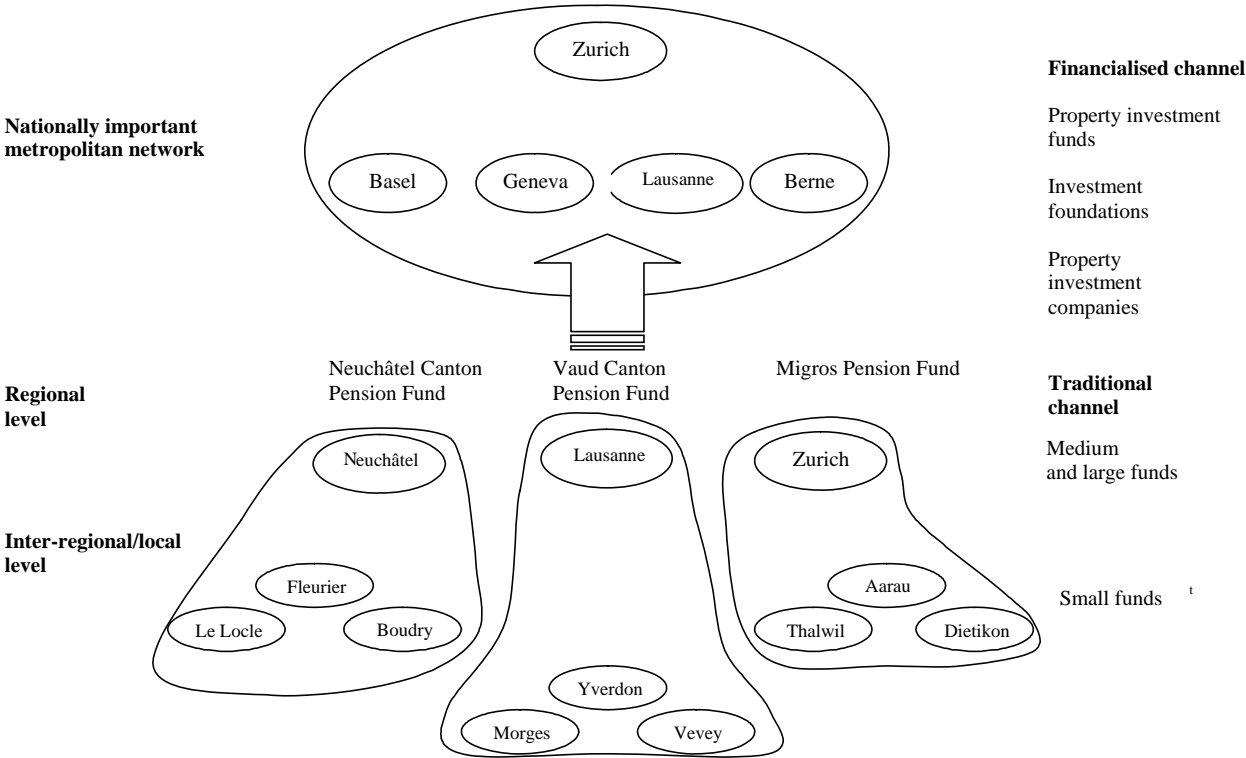 Zurich
Financialised channel
Nationally important
metropolitan network
Property investment
funds
Basel
Geneva
Lausanne
Berne
Investment
foundations
Property
investment
companies
Neuchâtel Canton
Pension Fund
Vaud Canton
Pension Fund
Migros Pension Fund
Regional
level
Traditional
channel
Neuchâtel
Lausanne
Zurich
Medium
and large funds
Inter-regional/local
level
Fleurier
Le Locle
Boudry
Aarau
Thalwil
Dietikon
Small funds t
Yverdon
Morges
Vevey